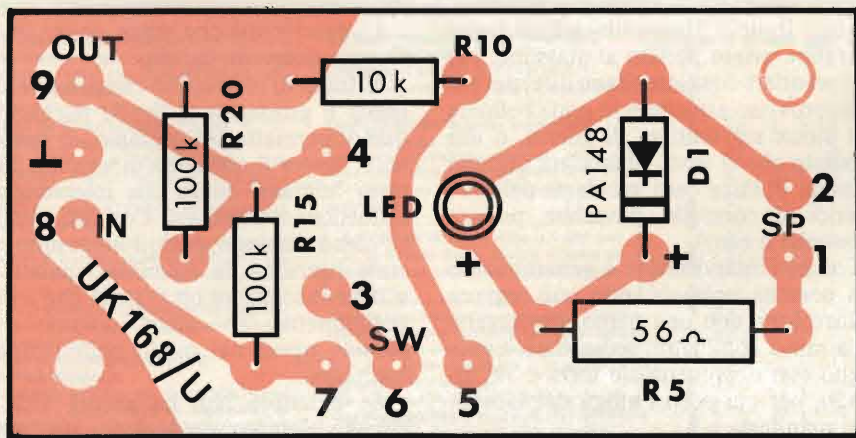 OUT
R10
9
10k
R20
100k
4
PA148
D1
2
LED
SP
8 IN
R15
100k
+
+
1
3
UK168/U
SW
56Ω
7
6
5
R5